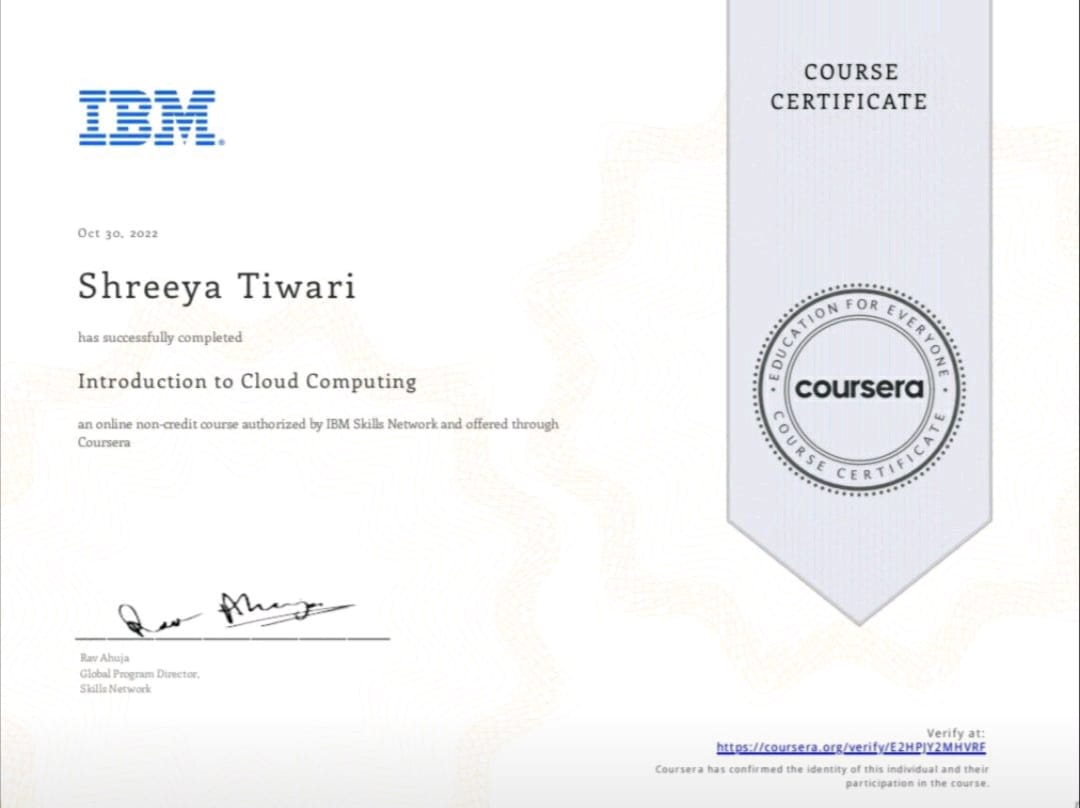 COURSE
CERTIFICATE
IBM®
Oct 30, 2022
Shreeya Tiwari
has successfully completed
Introduction to Cloud Computing
an online non-credit course authorized by IBM Skills Network and offered through
Coursera
EDUCATION FOR EVERYONE
coursera
COURSE CERTIFICATE
Rav Ahuja
Rav Ahuja
Global Program Director,
Skills Network
Verify at:
https://coursera.org/verify/E2HPJY2MHVRF
Coursera has confirmed the identity of this individual and their
participation in the course.